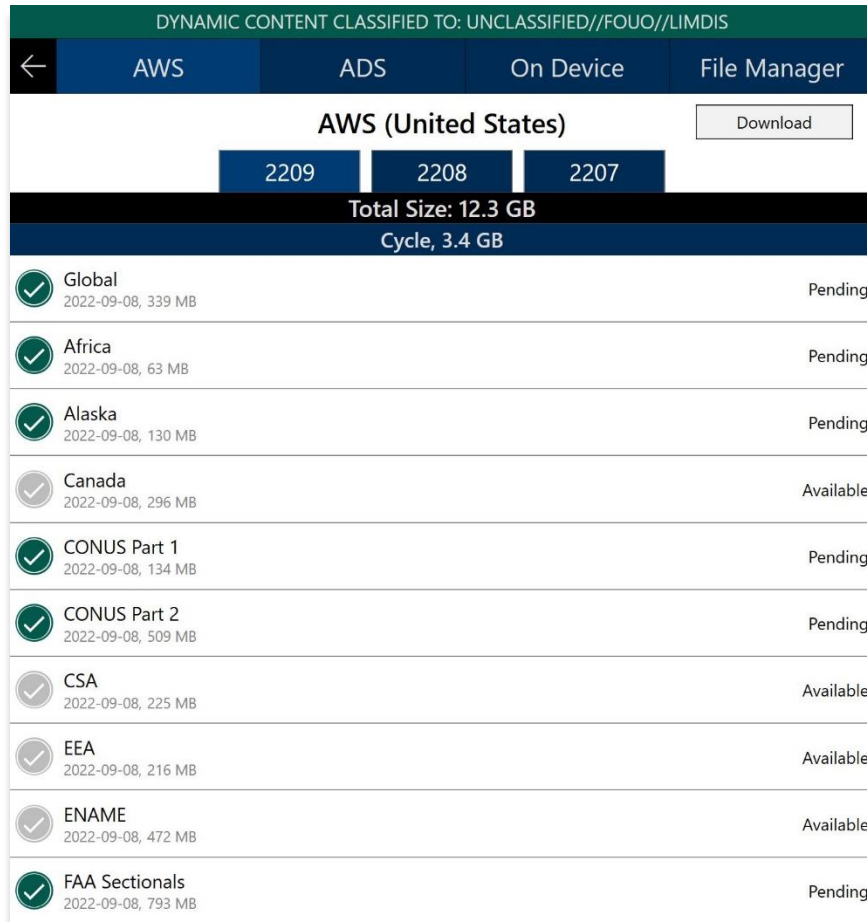 DYNAMIC CONTENT CLASSIFIED TO: UNCLASSIFIED//FOUO//LIMDIS
AWS ADS On Device File Manager
AWS (United States) Download
2209 2208 2207
Total Size: 12.3 GB
Cycle, 3.4 GB
Global
2022-09-08, 339 MB
Pending
Africa
2022-09-08, 63 MB
Pending
Alaska
2022-09-08, 130 MB
Pending
Canada
2022-09-08, 296 MB
Available
CONUS Part 1
2022-09-08, 134 MB
Pending
CONUS Part 2
2022-09-08, 509 MB
Pending
CSA
2022-09-08, 225 MB
Available
EEA
2022-09-08, 216 MB
Available
ENAME
2022-09-08, 472 MB
Available
FAA Sectionals
2022-09-08, 793 MB
Pending